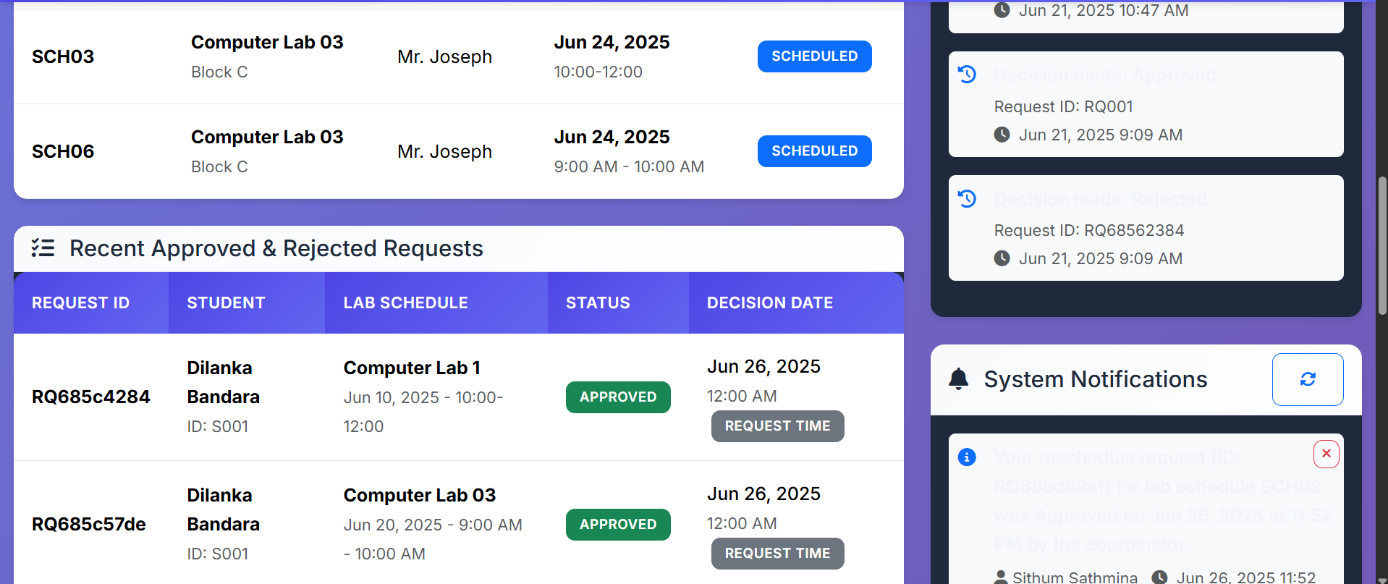 SCH03
Computer Lab 03
Block C
Mr. Joseph
Jun 24, 2025
10:00-12:00
SCHEDULED
SCH06
Computer Lab 03
Block C
Mr. Joseph
Jun 24, 2025
9:00 AM - 10:00 AM
SCHEDULED
Recent Approved & Rejected Requests
REQUEST ID
STUDENT
LAB SCHEDULE
STATUS
DECISION DATE
RQ685c4284
Dilanka
Bandara
ID: S001
Computer Lab 1
Jun 10, 2025 - 10:00-
12:00
APPROVED
Jun 26, 2025
12:00 AM
REQUEST TIME
RQ685c57de
Dilanka
Bandara
ID: S001
Computer Lab 03
Jun 20, 2025 - 9:00 AM
- 10:00 AM
APPROVED
Jun 26, 2025
12:00 AM
REQUEST TIME
Jun 21, 2025 10:47 AM
Decision made: Approved
Request ID: RQ001
Jun 21, 2025 9:09 AM
Decision made: Rejected
Request ID: RQ68562384
Jun 21, 2025 9:09 AM
System Notifications
Your reschedule request (ID:
RQ685d89af) for lab schedule SCH02
was Approved on Jun 26, 2025 at 11:52
PM by the coordinator.
Sithum Sathmina
Jun 26, 2025 11:52